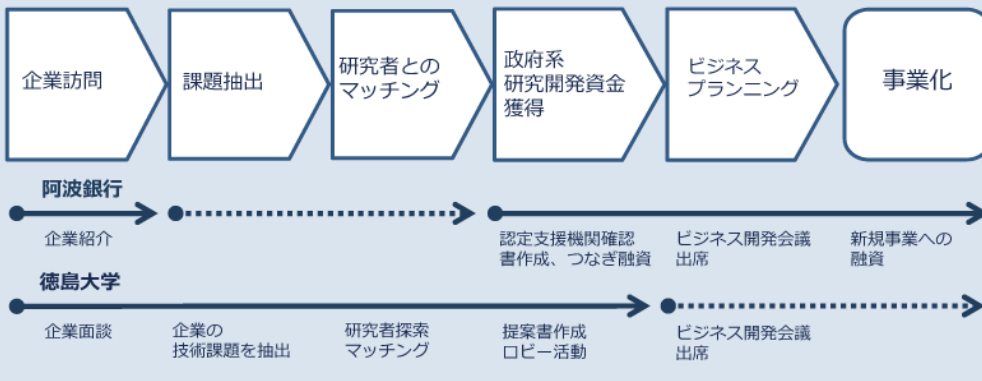 企業訪問
課題抽出
研究者との
マッチング
政府系
研究開発資金
獲得
ビジネス
プランニング
事業化
阿波銀行
企業紹介
認定支援機関確認
書作成、つなぎ融資
ビジネス開発会議
出席
新規事業への
融資
徳島大学
企業面談
企業の
技術課題を抽出
研究者探索
マッチング
提案書作成
ロビー活動
ビジネス開発会議
出席